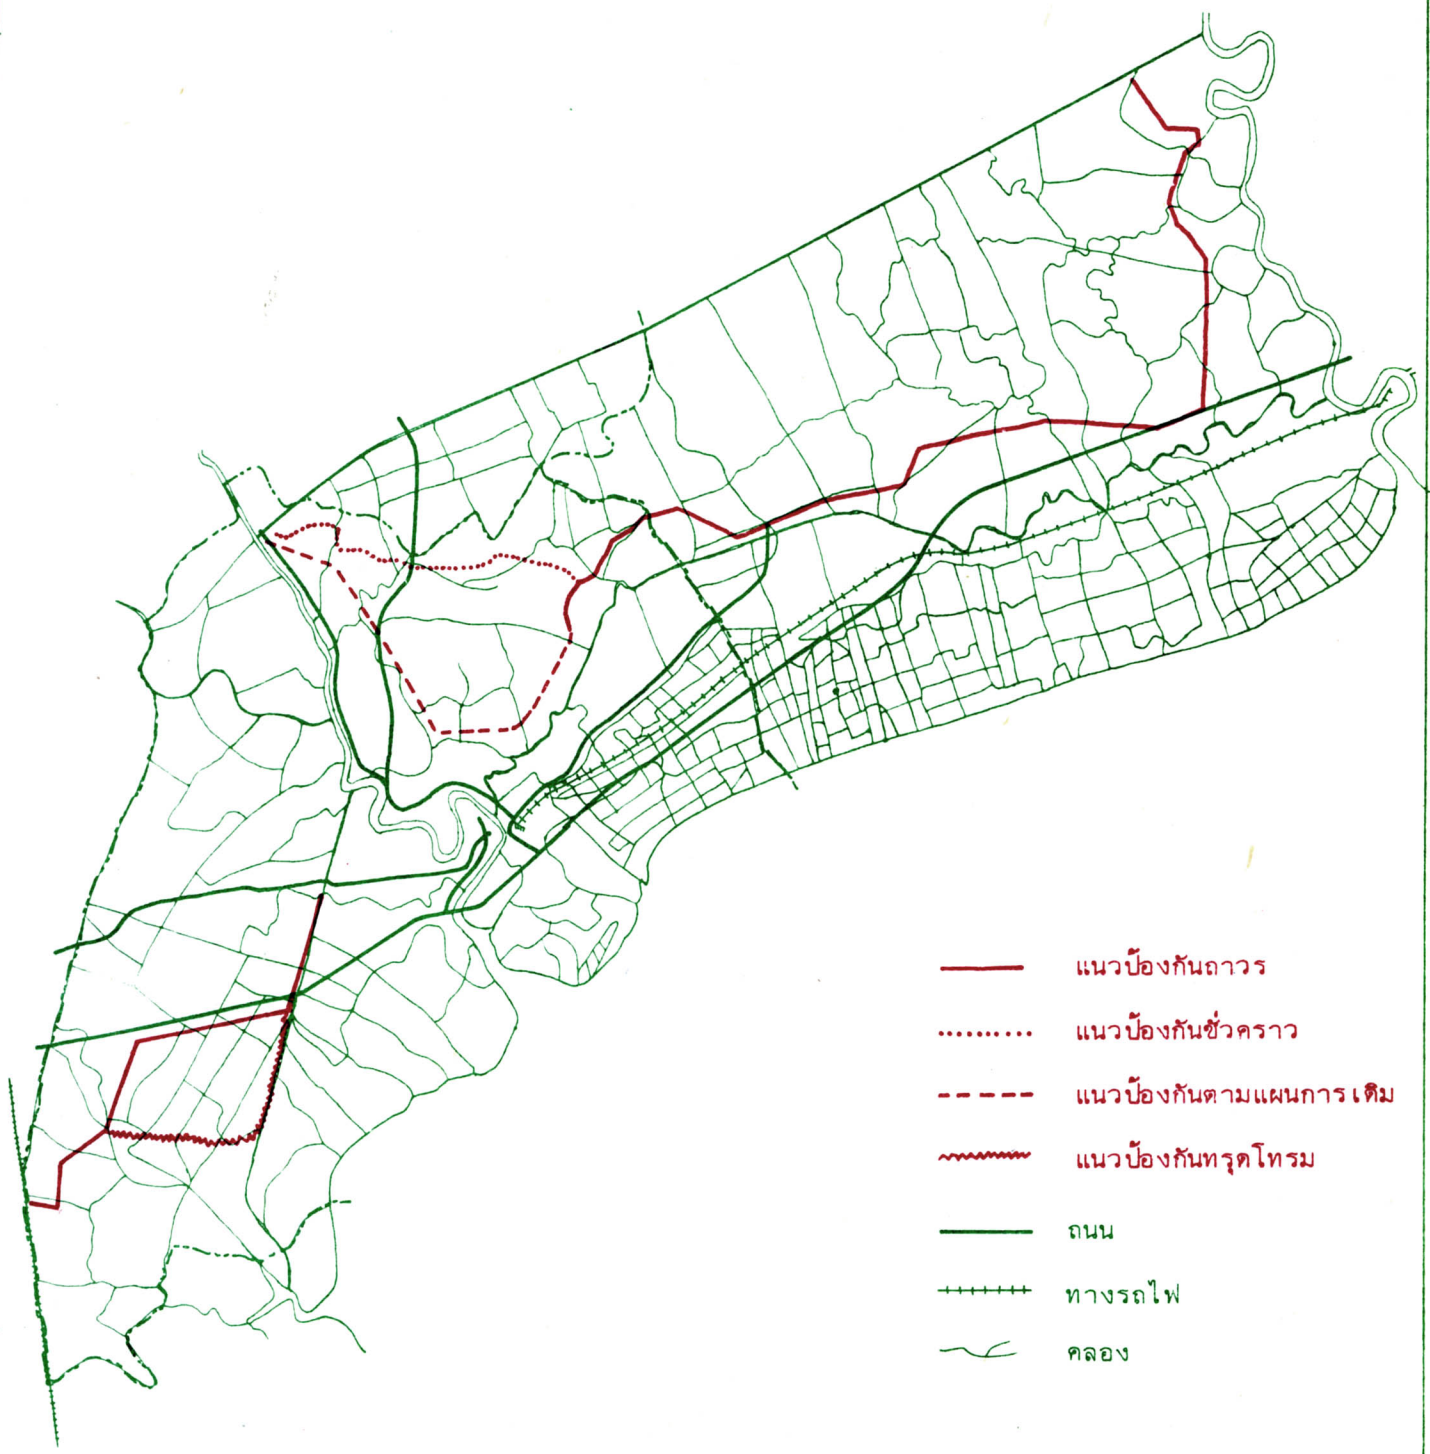 แนวป้องกันถาวร
แนวป้องกันชั่วคราว
แนวป้องกันตามแผนการเดิม
แนวป้องกันทรุดโทรม
ถนน
ทางรถไฟ
คลอง